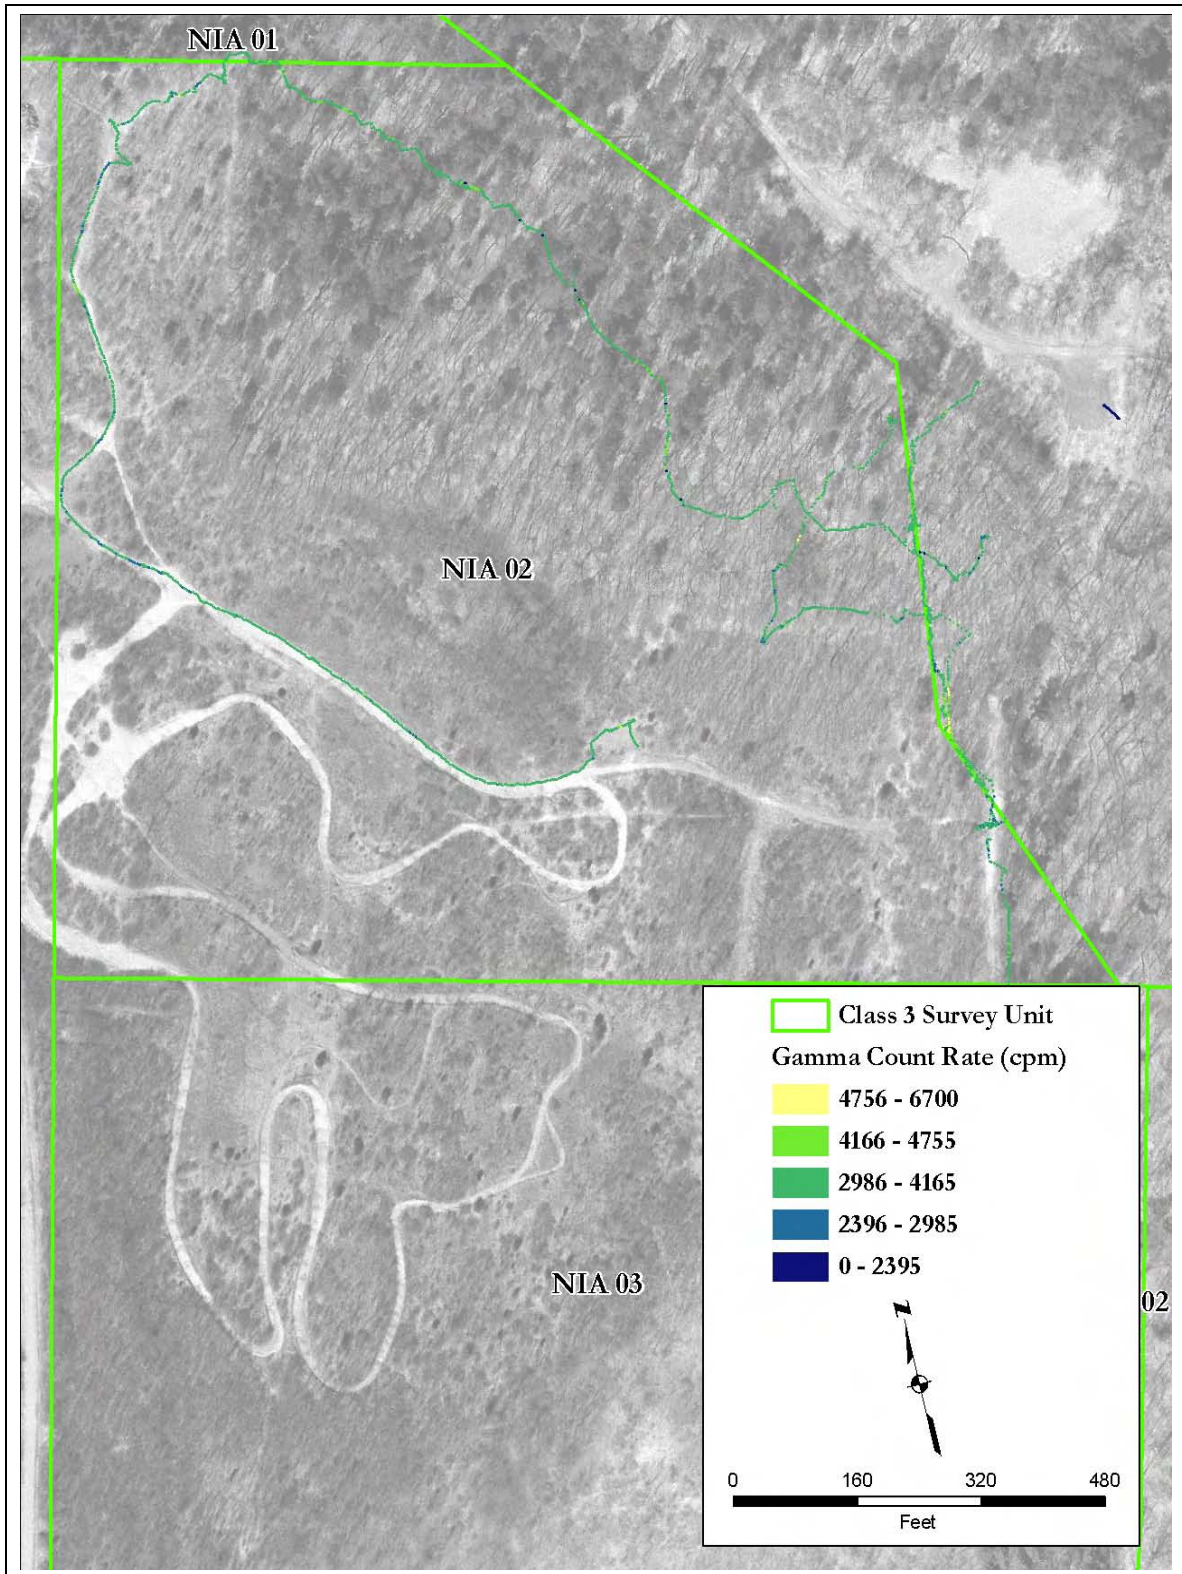 NIA 01
NIA 02
Class 3 Survey Unit
Gamma Count Rate (cpm)
4756 - 6700
4166 - 4755
2986 - 4165
2396 - 2985
0 - 2395
NIA 03
02
N
0 160 320 480
Feet